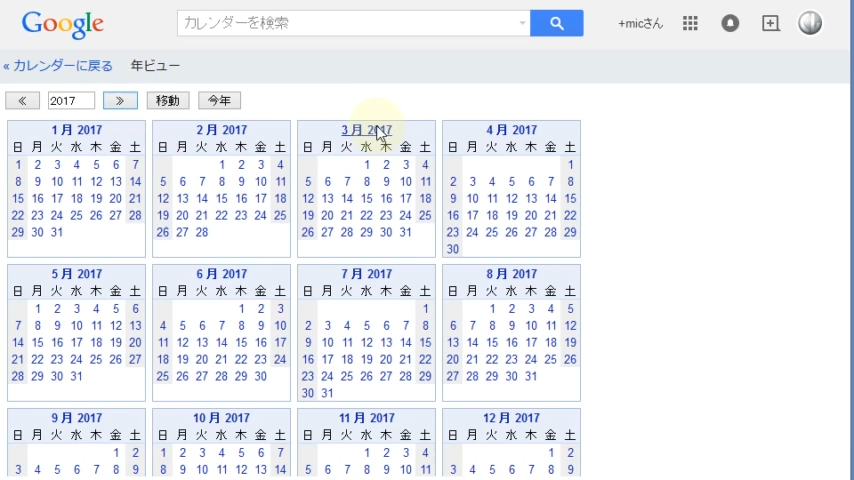 Google カレンダーを検索 +micさん
« カレンダーに戻る 年ビュー
« 2017 » 移動 今年
1 月 2017 2 月 2017 3 月 2017 4 月 2017
日 月 火 水 木 金 土 日 月 火 水 木 金 土 日 月 火 水 木 金 土 日 月 火 水 木 金 土
1 2 3 4 5 6 7 1 2 3 4 1 2 3 4 1
8 9 10 11 12 13 14 5 6 7 8 9 10 11 5 6 7 8 9 10 11 2 3 4 5 6 7 8
15 16 17 18 19 20 21 12 13 14 15 16 17 18 12 13 14 15 16 17 18 9 10 11 12 13 14 15
22 23 24 25 26 27 28 19 20 21 22 23 24 25 19 20 21 22 23 24 25 16 17 18 19 20 21 22
29 30 31 26 27 28 26 27 28 29 30 31 23 24 25 26 27 28 29
30
5 月 2017 6 月 2017 7 月 2017 8 月 2017
日 月 火 水 木 金 土 日 月 火 水 木 金 土 日 月 火 水 木 金 土 日 月 火 水 木 金 土
1 2 3 4 5 6 1 2 3 1 1 2 3 4 5
7 8 9 10 11 12 13 4 5 6 7 8 9 10 2 3 4 5 6 7 8 6 7 8 9 10 11 12
14 15 16 17 18 19 20 11 12 13 14 15 16 17 9 10 11 12 13 14 15 13 14 15 16 17 18 19
21 22 23 24 25 26 27 18 19 20 21 22 23 24 16 17 18 19 20 21 22 20 21 22 23 24 25 26
28 29 30 31 25 26 27 28 29 30 23 24 25 26 27 28 29 27 28 29 30 31
30 31
9 月 2017 10 月 2017 11 月 2017 12 月 2017
日 月 火 水 木 金 土 日 月 火 水 木 金 土 日 月 火 水 木 金 土 日 月 火 水 木 金 土
1 2 1 2 3 4 5 6 7 1 2 3 4 1 2
3 4 5 6 7 8 9 8 9 10 11 12 13 14 5 6 7 8 9 10 11 3 4 5 6 7 8 9